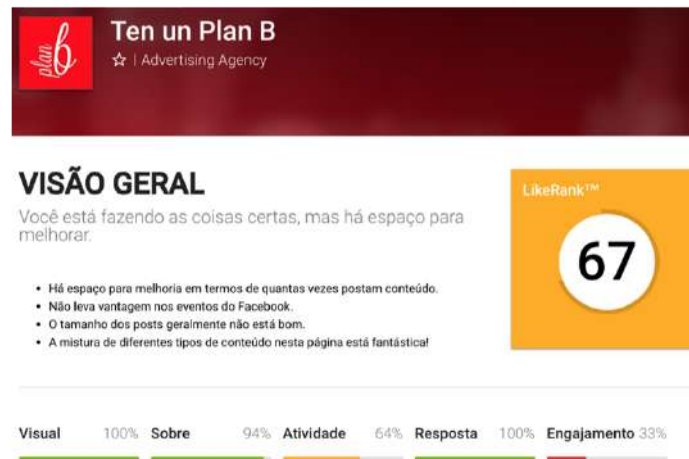 plan b
Ten un Plan B
☆ | Advertising Agency
VISÃO GERAL
Você está fazendo as coisas certas, mas há espaço para
melhorar.
LikeRank™
67
• Há espaço para melhoria em termos de quantas vezes postam conteúdo.
• Não leva vantagem nos eventos do Facebook.
• O tamanho dos posts geralmente não está bom.
• A mistura de diferentes tipos de conteúdo nesta página está fantástica!
Visual 100% Sobre 94% Atividade 64% Resposta 100% Engajamento 33%